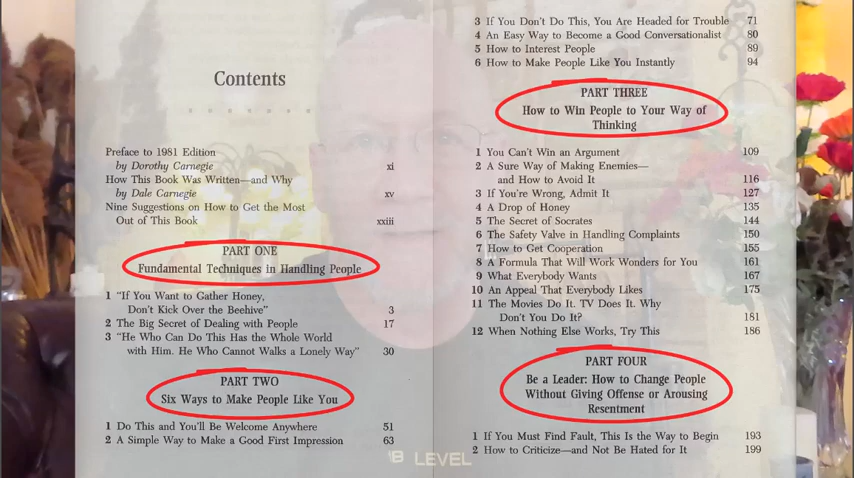 Contents
Preface to 1981 Edition
by Dorothy Carnegie xi
How This Book Was Written—and Why
by Dale Carnegie xv
Nine Suggestions on How to Get the Most
Out of This Book xxiii
PART ONE
Fundamental Techniques in Handling People
1 “If You Want to Gather Honey,
Don't Kick Over the Beehive” 3
2 The Big Secret of Dealing with People 17
3 “He Who Can Do This Has the Whole World
with Him. He Who Cannot Walks a Lonely Way” 30
PART TWO
Six Ways to Make People Like You
1 Do This and You'll Be Welcome Anywhere 51
2 A Simple Way to Make a Good First Impression 63
3 If You Don't Do This, You Are Headed for Trouble 71
4 An Easy Way to Become a Good Conversationalist 80
5 How to Interest People 89
6 How to Make People Like You Instantly 94
PART THREE
How to Win People to Your Way of
Thinking
1 You Can't Win an Argument 109
2 A Sure Way of Making Enemies—
and How to Avoid It 116
3 If You're Wrong, Admit It 127
4 A Drop of Honey 135
5 The Secret of Socrates 144
6 The Safety Valve in Handling Complaints 150
7 How to Get Cooperation 155
8 A Formula That Will Work Wonders for You 161
9 What Everybody Wants 167
10 An Appeal That Everybody Likes 175
11 The Movies Do It. TV Does It. Why
Don't You Do It? 181
12 When Nothing Else Works, Try This 186
PART FOUR
Be a Leader: How to Change People
Without Giving Offense or Arousing
Resentment
1 If You Must Find Fault, This Is the Way to Begin 193
2 How to Criticize—and Not Be Hated for It 199
LEVEL